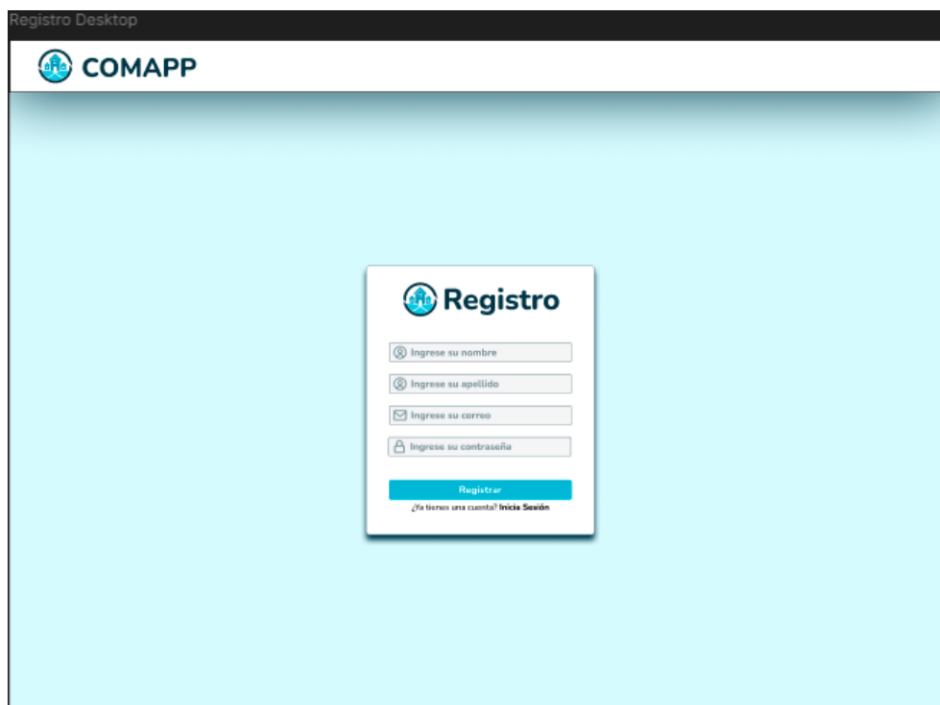 Registro Desktop
COMAPP
Registro
Ingrese su nombre
Ingrese su apellido
Ingrese su correo
Ingrese su contraseña
Registrar
¿Ya tienes una cuenta? Inicia Sesión